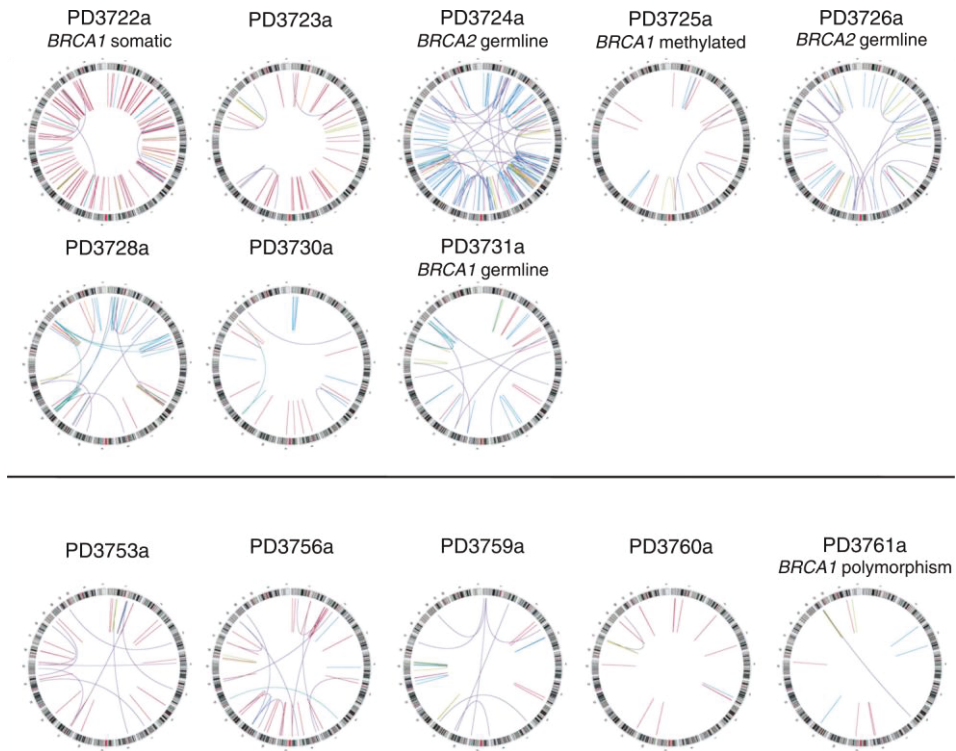 PD3722a
BRCA1 somatic
PD3723a
PD3724a
BRCA2 germline
PD3725a
BRCA1 methylated
PD3726a
BRCA2 germline
PD3728a
PD3730a
PD3731a
BRCA1 germline
PD3753a
PD3756a
PD3759a
PD3760a
PD3761a
BRCA1 polymorphism